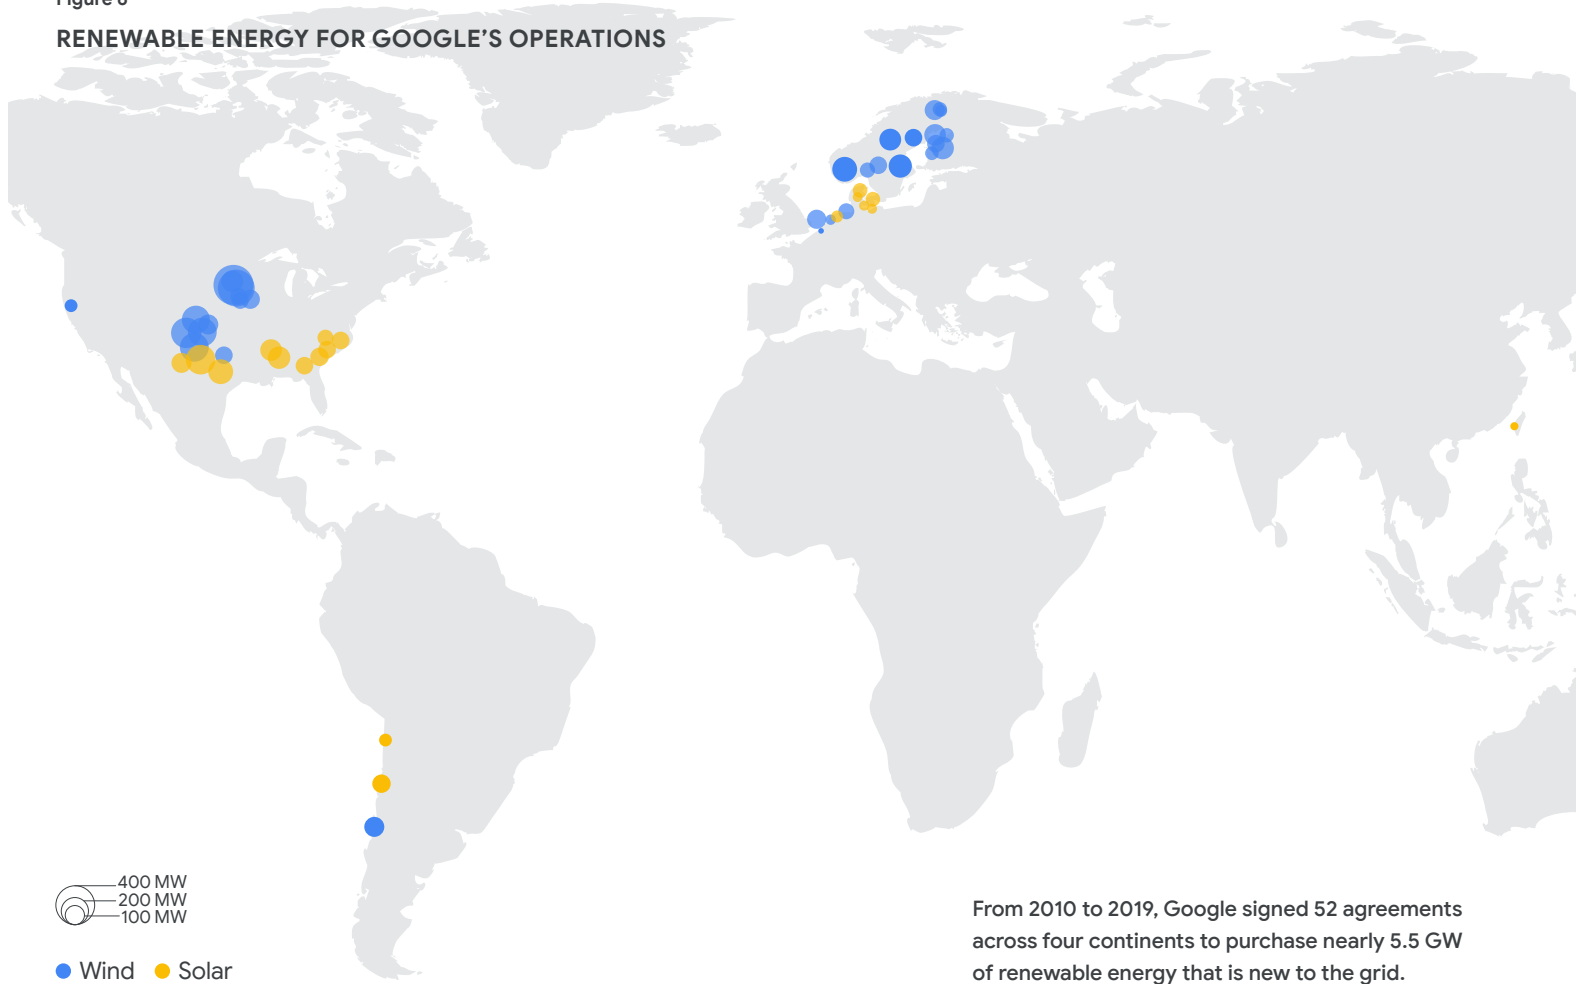 Figure 6
RENEWABLE ENERGY FOR GOOGLE’S OPERATIONS
400 MW
200 MW
100 MW
Wind Solar
From 2010 to 2019, Google signed 52 agreements
across four continents to purchase nearly 5.5 GW
of renewable energy that is new to the grid.